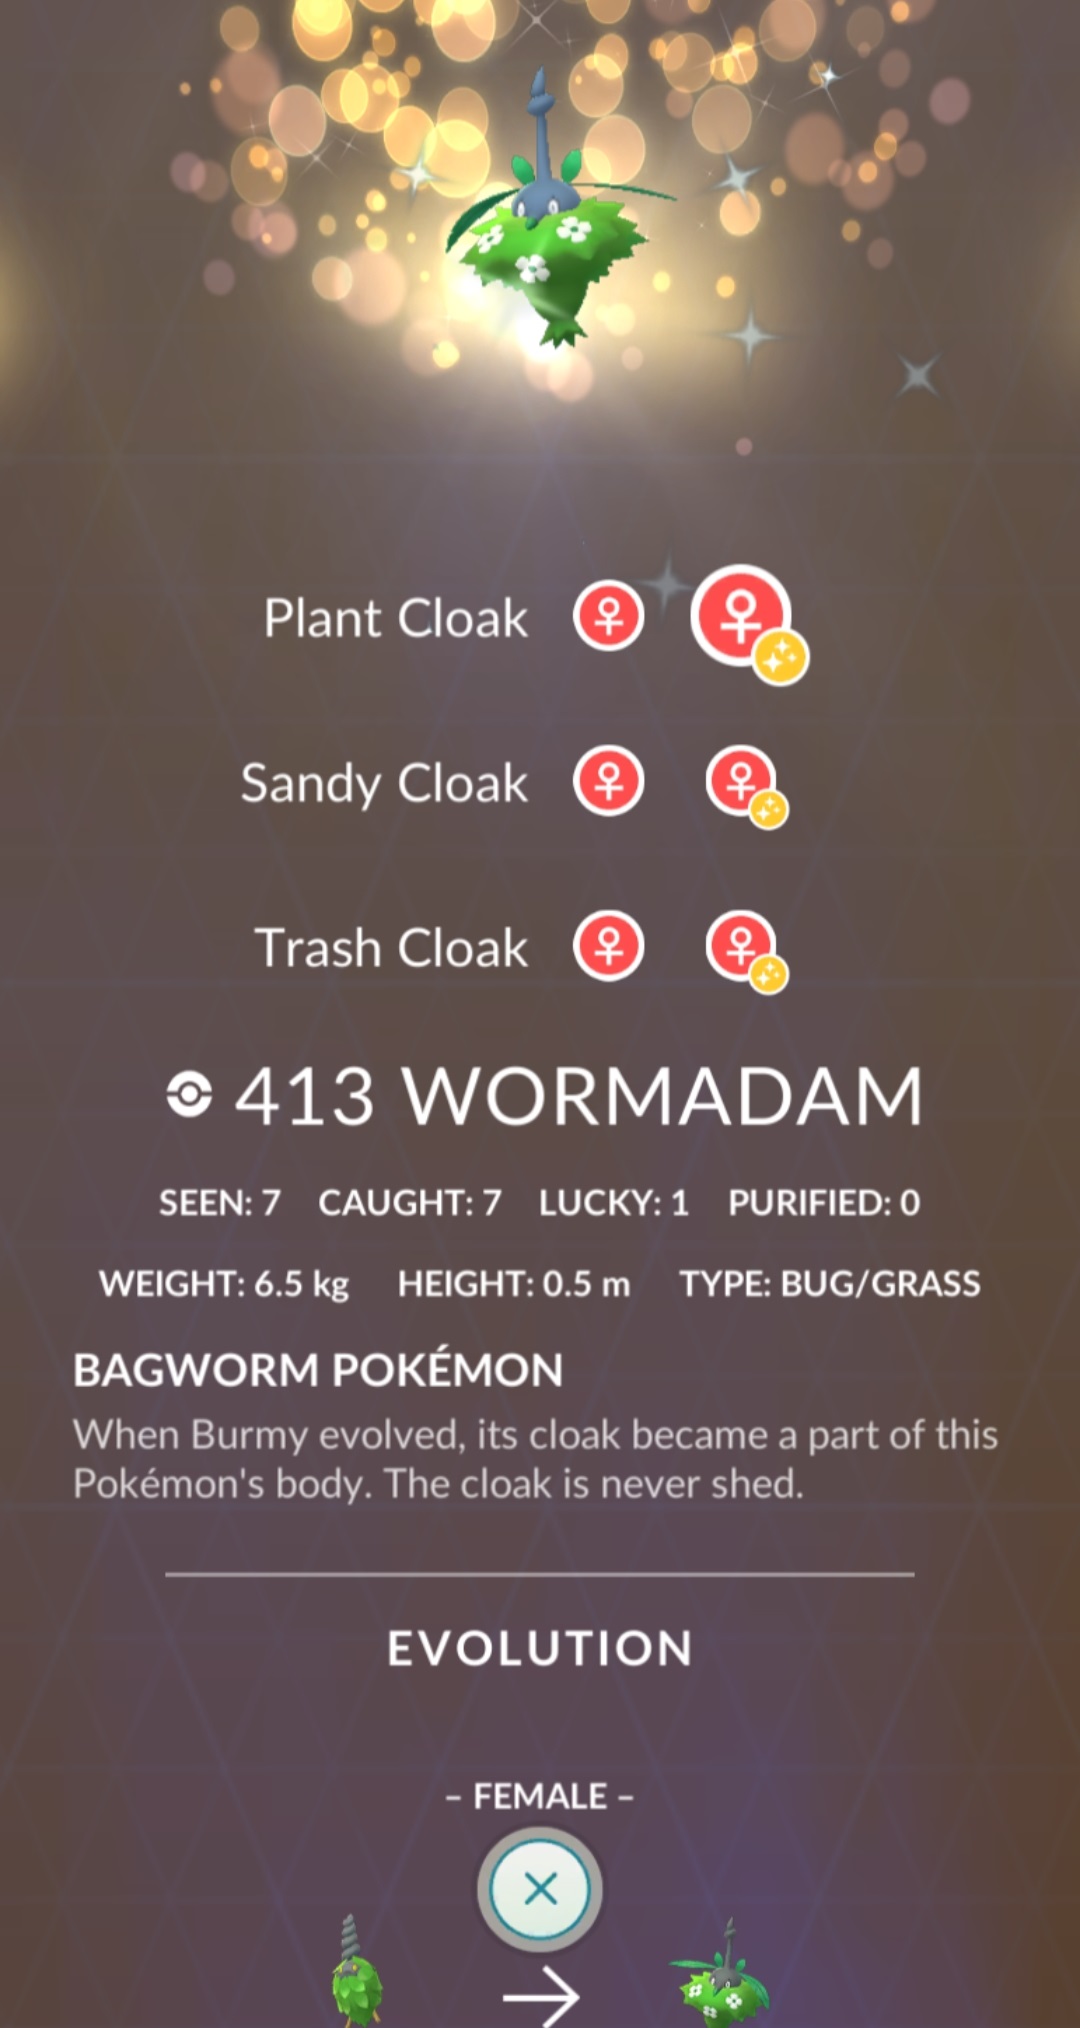 Plant Cloak
Sandy Cloak
Trash Cloak
413 WORMADAM
SEEN: 7 CAUGHT: 7 LUCKY: 1 PURIFIED: 0
WEIGHT: 6.5 kg HEIGHT: 0.5 m TYPE: BUG/GRASS
BAGWORM POKÉMON
When Burmy evolved, its cloak became a part of this
Pokémon's body. The cloak is never shed.
EVOLUTION
– FEMALE –